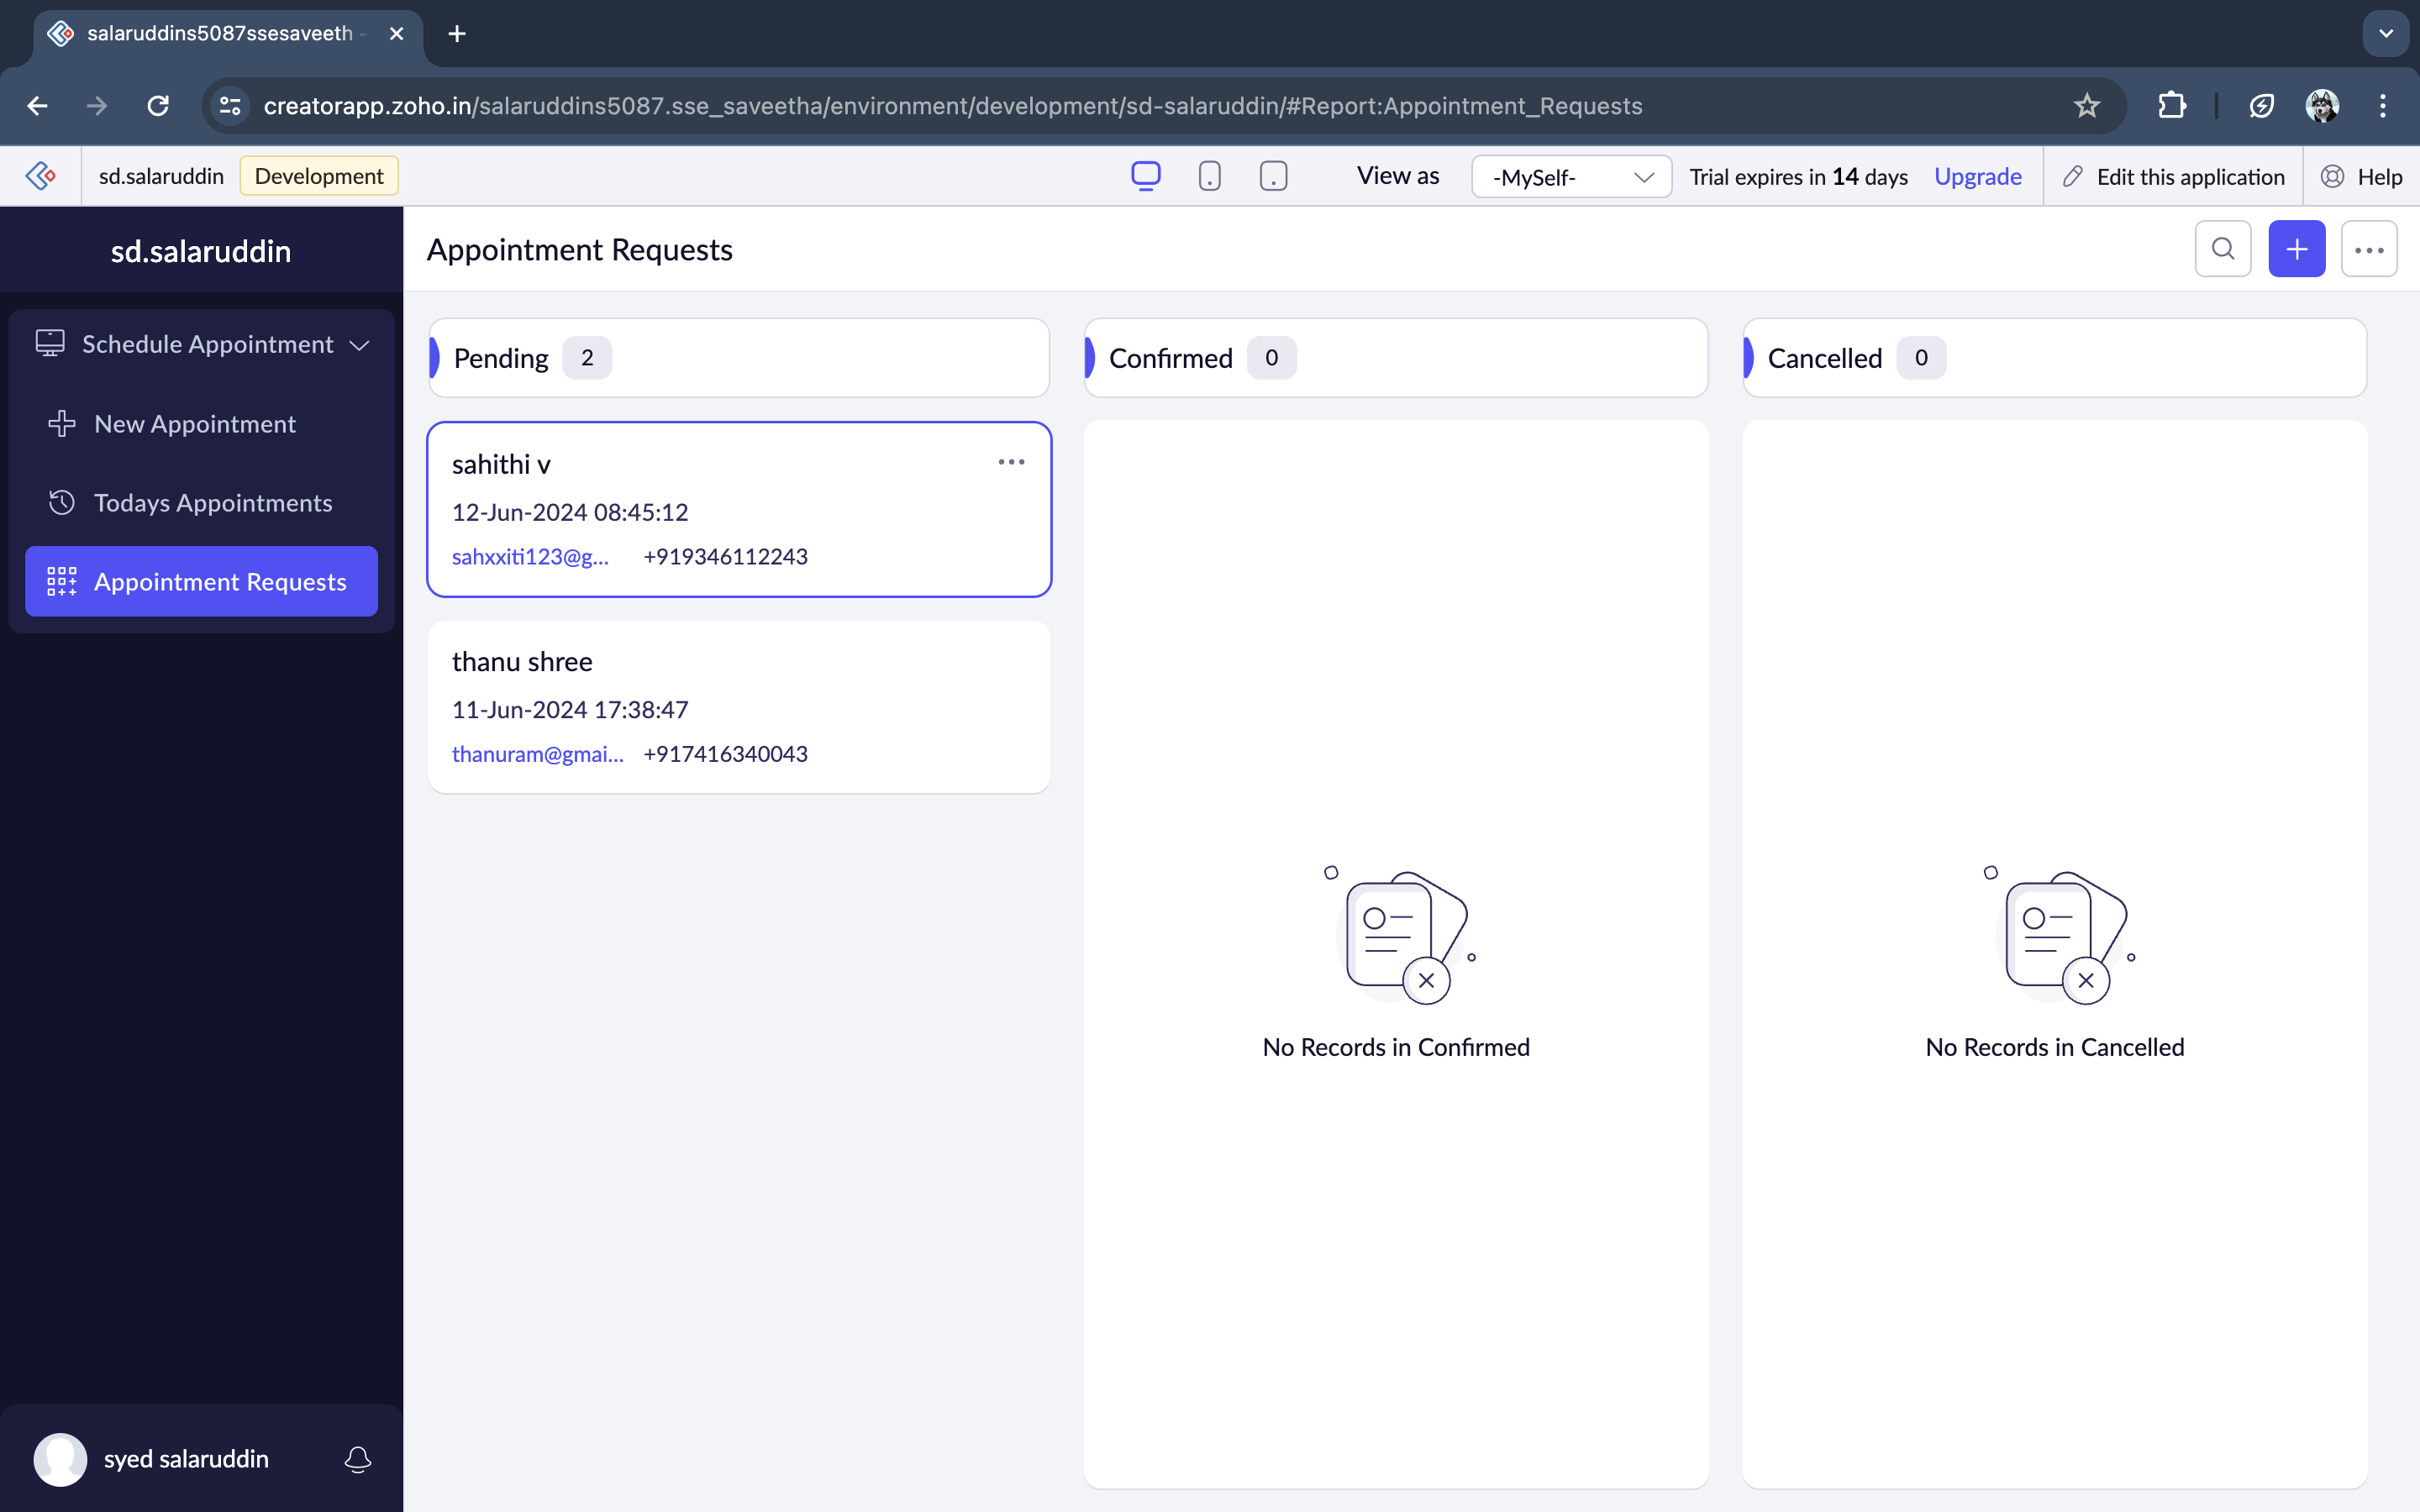 salaruddins5087ssesaveeth -
creatorapp.zoho.in/salaruddins5087.sse_saveetha/environment/development/sd-salaruddin/#Report:Appointment_Requests
sd.salaruddin Development View as -MySelf- Trial expires in 14 days Upgrade Edit this application Help
sd.salaruddin
Schedule Appointment
New Appointment
Todays Appointments
Appointment Requests
syed salaruddin
Appointment Requests
Pending 2
sahithi v
12-Jun-2024 08:45:12
sahxxiti123@g... +919346112243
thanu shree
11-Jun-2024 17:38:47
thanuram@gmai... +917416340043
Confirmed 0
No Records in Confirmed
Cancelled 0
No Records in Cancelled